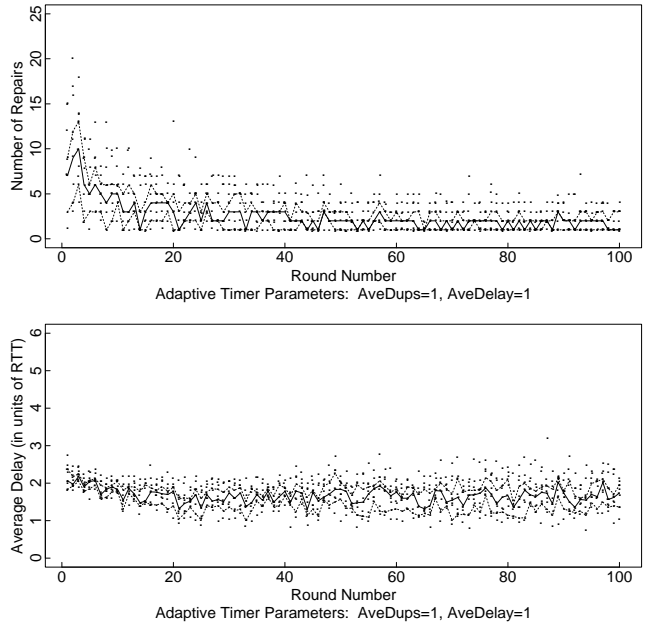 25
20
15
10
5
0
Number of Repairs
0 20 40 60 80 100
Round Number
Adaptive Timer Parameters: AveDups=1, AveDelay=1
6
5
4
3
2
1
0
Average Delay (in units of RTT)
0 20 40 60 80 100
Round Number
Adaptive Timer Parameters: AveDups=1, AveDelay=1